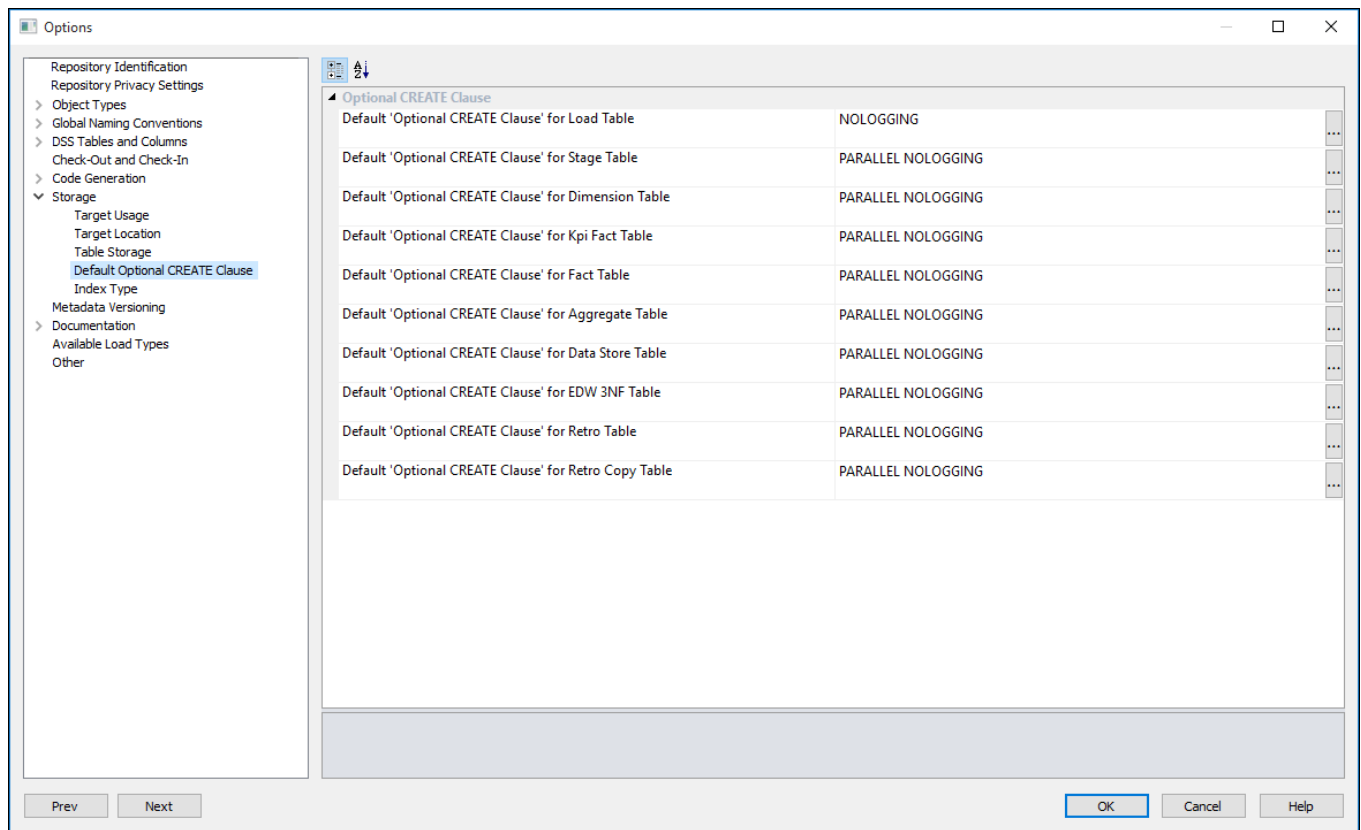 Options
Repository Identification
Repository Privacy Settings
Object Types
Global Naming Conventions
DSS Tables and Columns
Check-Out and Check-In
Code Generation
Storage
Target Usage
Target Location
Table Storage
Default Optional CREATE Clause
Index Type
Metadata Versioning
Documentation
Available Load Types
Other
Optional CREATE Clause
Default 'Optional CREATE Clause' for Load Table NOLOGGING ...
Default 'Optional CREATE Clause' for Stage Table PARALLEL NOLOGGING ...
Default 'Optional CREATE Clause' for Dimension Table PARALLEL NOLOGGING ...
Default 'Optional CREATE Clause' for Kpi Fact Table PARALLEL NOLOGGING ...
Default 'Optional CREATE Clause' for Fact Table PARALLEL NOLOGGING ...
Default 'Optional CREATE Clause' for Aggregate Table PARALLEL NOLOGGING ...
Default 'Optional CREATE Clause' for Data Store Table PARALLEL NOLOGGING ...
Default 'Optional CREATE Clause' for EDW 3NF Table PARALLEL NOLOGGING ...
Default 'Optional CREATE Clause' for Retro Table PARALLEL NOLOGGING ...
Default 'Optional CREATE Clause' for Retro Copy Table PARALLEL NOLOGGING ...
Prev Next OK Cancel Help